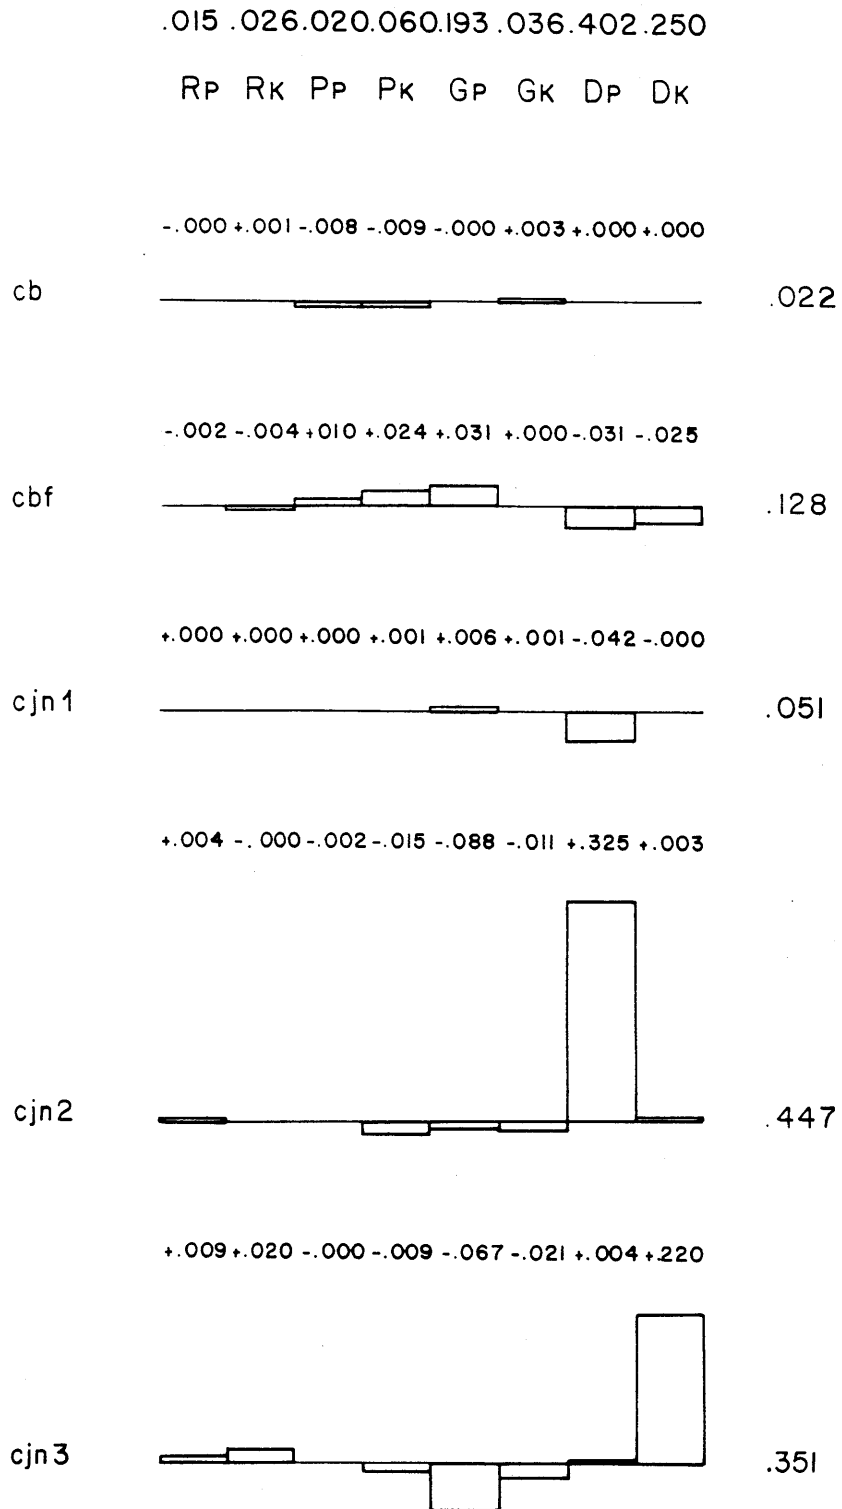 .015 .026 .020 .060 .193 .036 .402 .250
Rp Rk Pp Pk Gp Gk Dp Dk
-.000 +.001 -.008 -.009 -.000 +.003 +.000 +.000
cb .022
-.002 -.004 +010 +.024 +.031 +.000 -.031 -.025
cbf .128
+.000 +.000 +.000 +.001 +.006 +.001 -.042 -.000
cjn1 .051
+.004 -.000 -.002 -.015 -.088 -.011 +.325 +.003
cjn2 .447
+.009 +.020 -.000 -.009 -.067 -.021 +.004 +.220
cjn3 .351